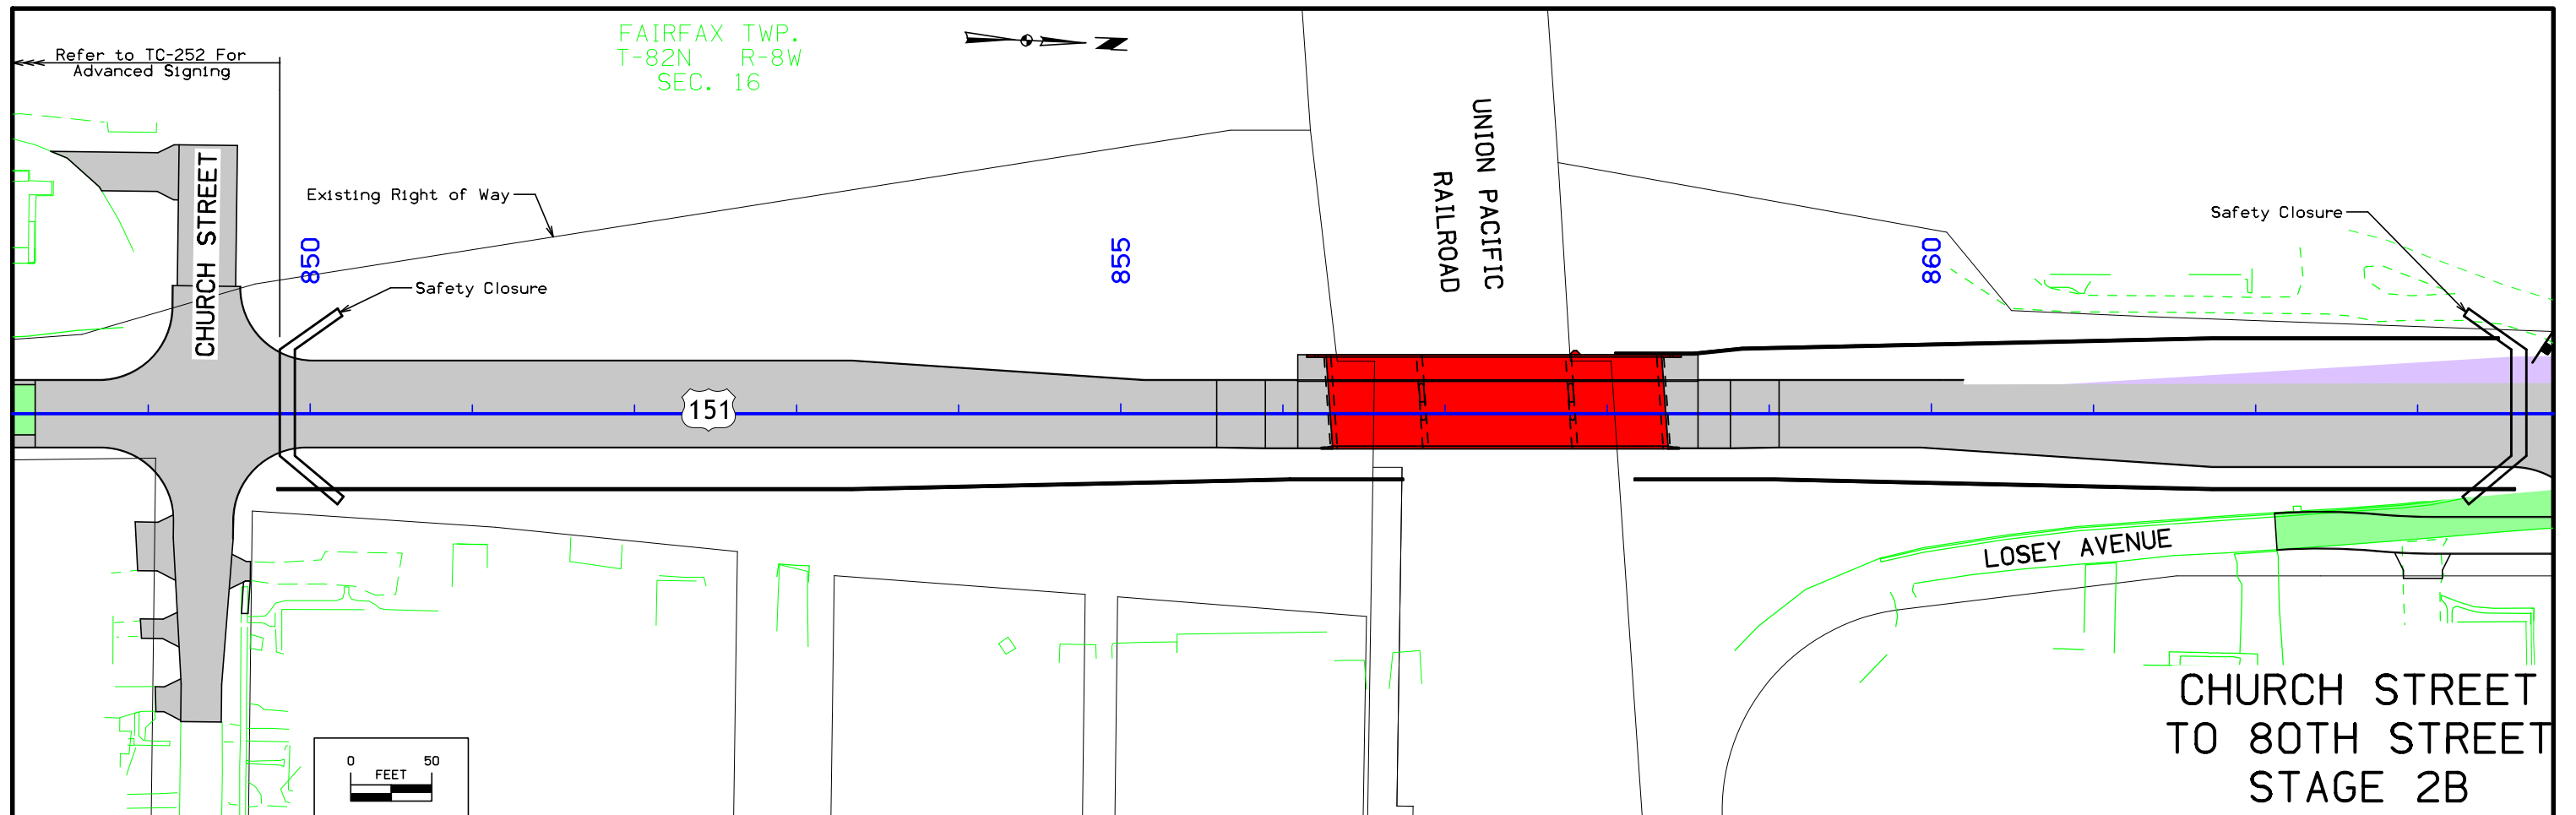 Refer to TC-252 For
Advanced Signing
FAIRFAX TWP.
T-82N R-8W
SEC. 16
N
UNION PACIFIC
RAILROAD
CHURCH STREET
Existing Right of Way
Safety Closure
850
855
860
Safety Closure
151
LOSEY AVENUE
0 50
FEET
CHURCH STREET
TO 80TH STREET
STAGE 2B